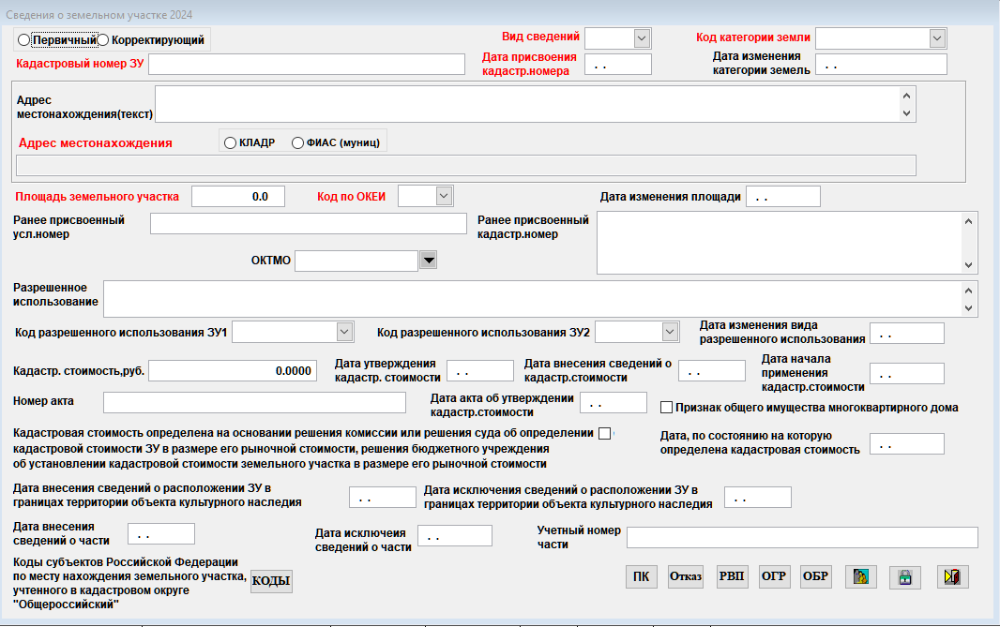 Сведения о земельном участке 2024
Первичный Корректирующий
Вид сведений
Код категории земли
Кадастровый номер ЗУ
Дата присвоения
кадастр.номера
. .
Дата изменения
категории земель
. .
Адрес
местонахождения(текст)
Адрес местонахождения
КЛАДР ФИАС (муниц)
Площадь земельного участка
0.0
Код по ОКЕИ
Дата изменения площади
. .
Ранее присвоенный
усл.номер
Ранее присвоенный
кадастр.номер
ОКТМО
Разрешенное
использование
Код разрешенного использования ЗУ1
Код разрешенного использования ЗУ2
Дата изменения вида
разрешенного использования
. .
Кадастр. стоимость,руб.
0.0000
Дата утверждения
кадастр. стоимости
. .
Дата внесения сведений о
кадастр.стоимости
. .
Дата начала
применения
кадастр.стоимости
. .
Номер акта
Дата акта об утверждении
кадастр.стоимости
. .
Признак общего имущества многоквартирного дома
Кадастровая стоимость определена на основании решения комиссии или решения суда об определении
кадастровой стоимости ЗУ в размере его рыночной стоимости, решения бюджетного учреждения
об установлении кадастровой стоимости земельного участка в размере его рыночной стоимости
Дата, по состоянию на которую
определена кадастровая стоимость
. .
Дата внесения сведений о расположении ЗУ в
границах территории объекта культурного наследия
. .
Дата исключения сведений о расположении ЗУ в
границах территории объекта культурного наследия
. .
Дата внесения
сведений о части
. .
Дата исключеия
сведений о части
. .
Учетный номер
части
Коды субъектов Российской Федерации
по месту нахождения земельного участка,
учтенного в кадастровом округе
"Общероссийский"
КОДЫ
ПК Отказ РВП ОГР ОБР